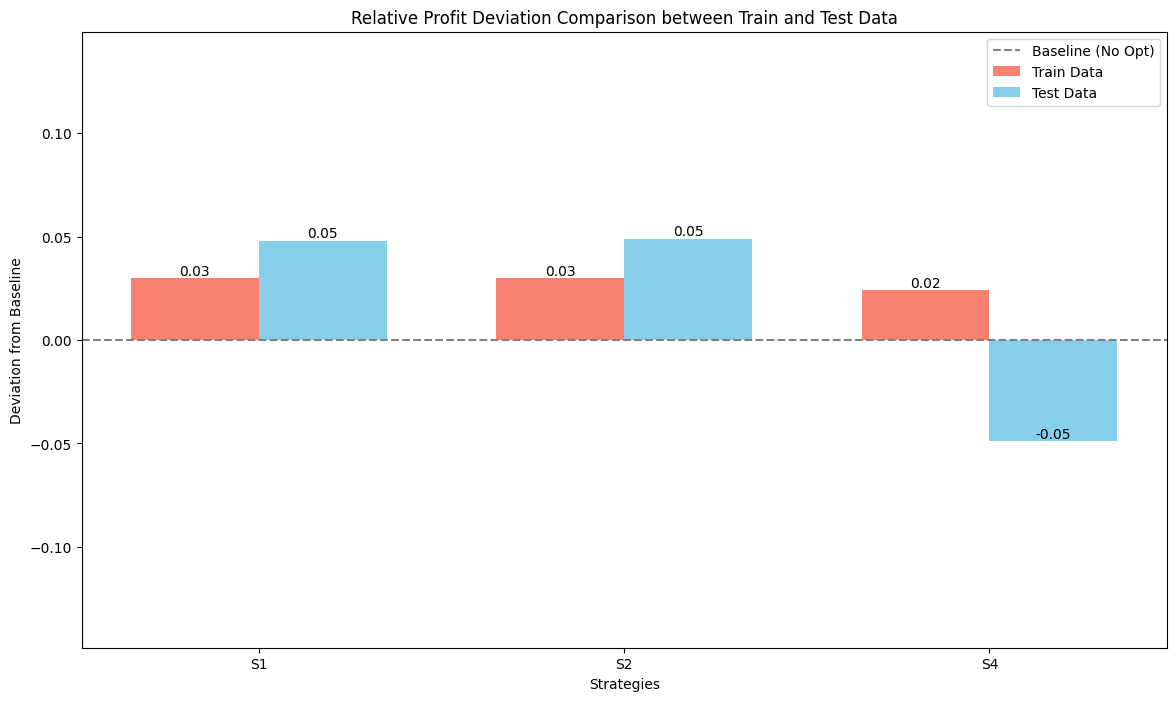 Relative Profit Deviation Comparison between Train and Test Data
Baseline (No Opt)
Train Data
Test Data
Deviation from Baseline
0.10
0.05
0.00
−0.05
−0.10
0.03
0.05
0.03
0.05
0.02
-0.05
S1
S2
S4
Strategies